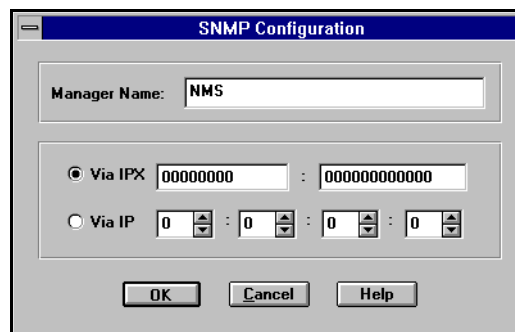 SNMP Configuration
Manager Name: NMS
Via IPX 00000000 : 000000000000
Via IP 0 : 0 : 0 : 0
OK Cancel Help